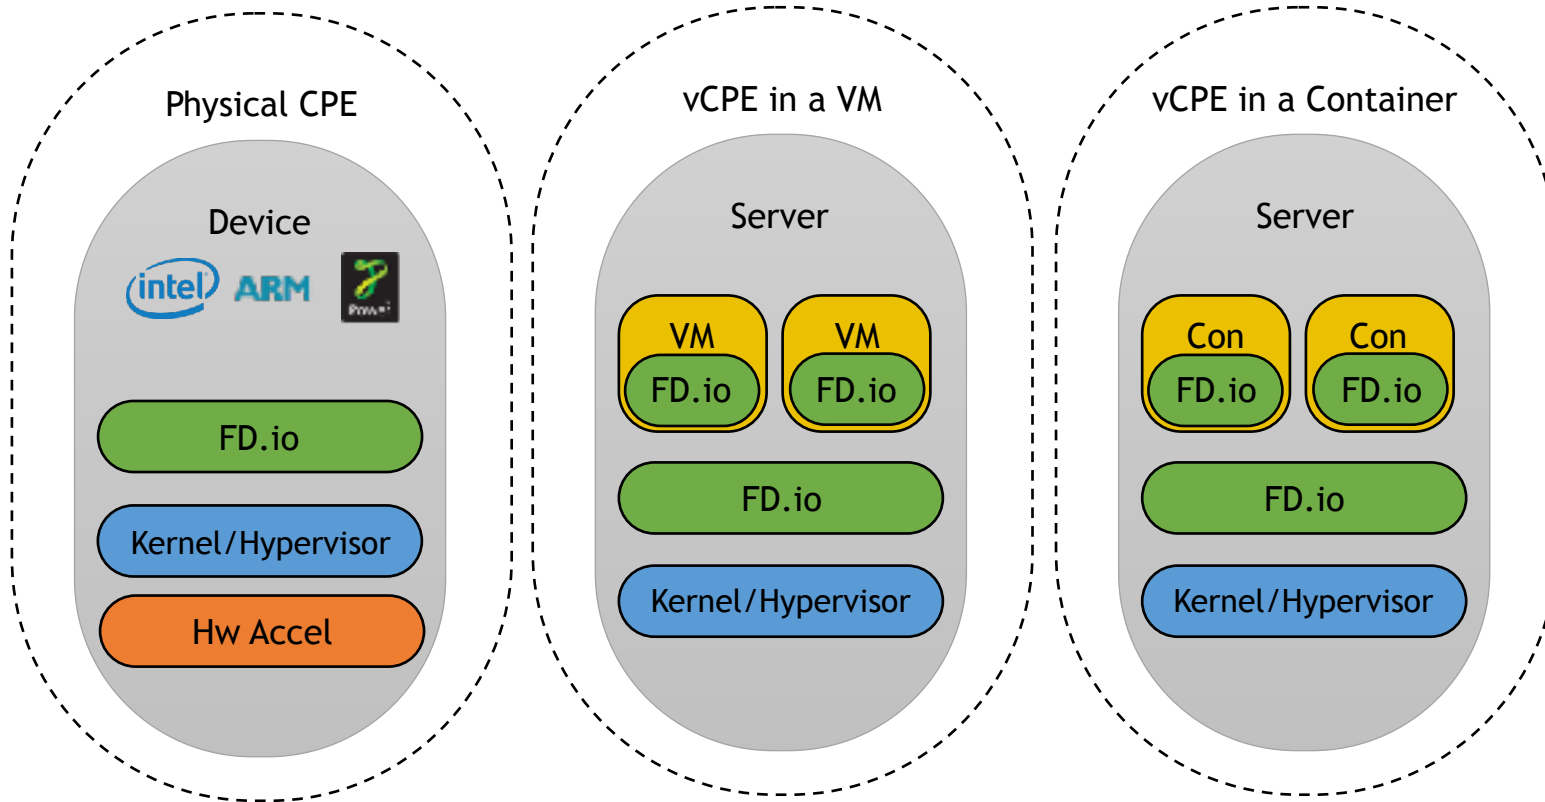 Physical CPE
Device
intel
ARM
FD.io
Kernel/Hypervisor
Hw Accel
vCPE in a VM
Server
VM
FD.io
VM
FD.io
FD.io
Kernel/Hypervisor
vCPE in a Container
Server
Con
FD.io
Con
FD.io
FD.io
Kernel/Hypervisor